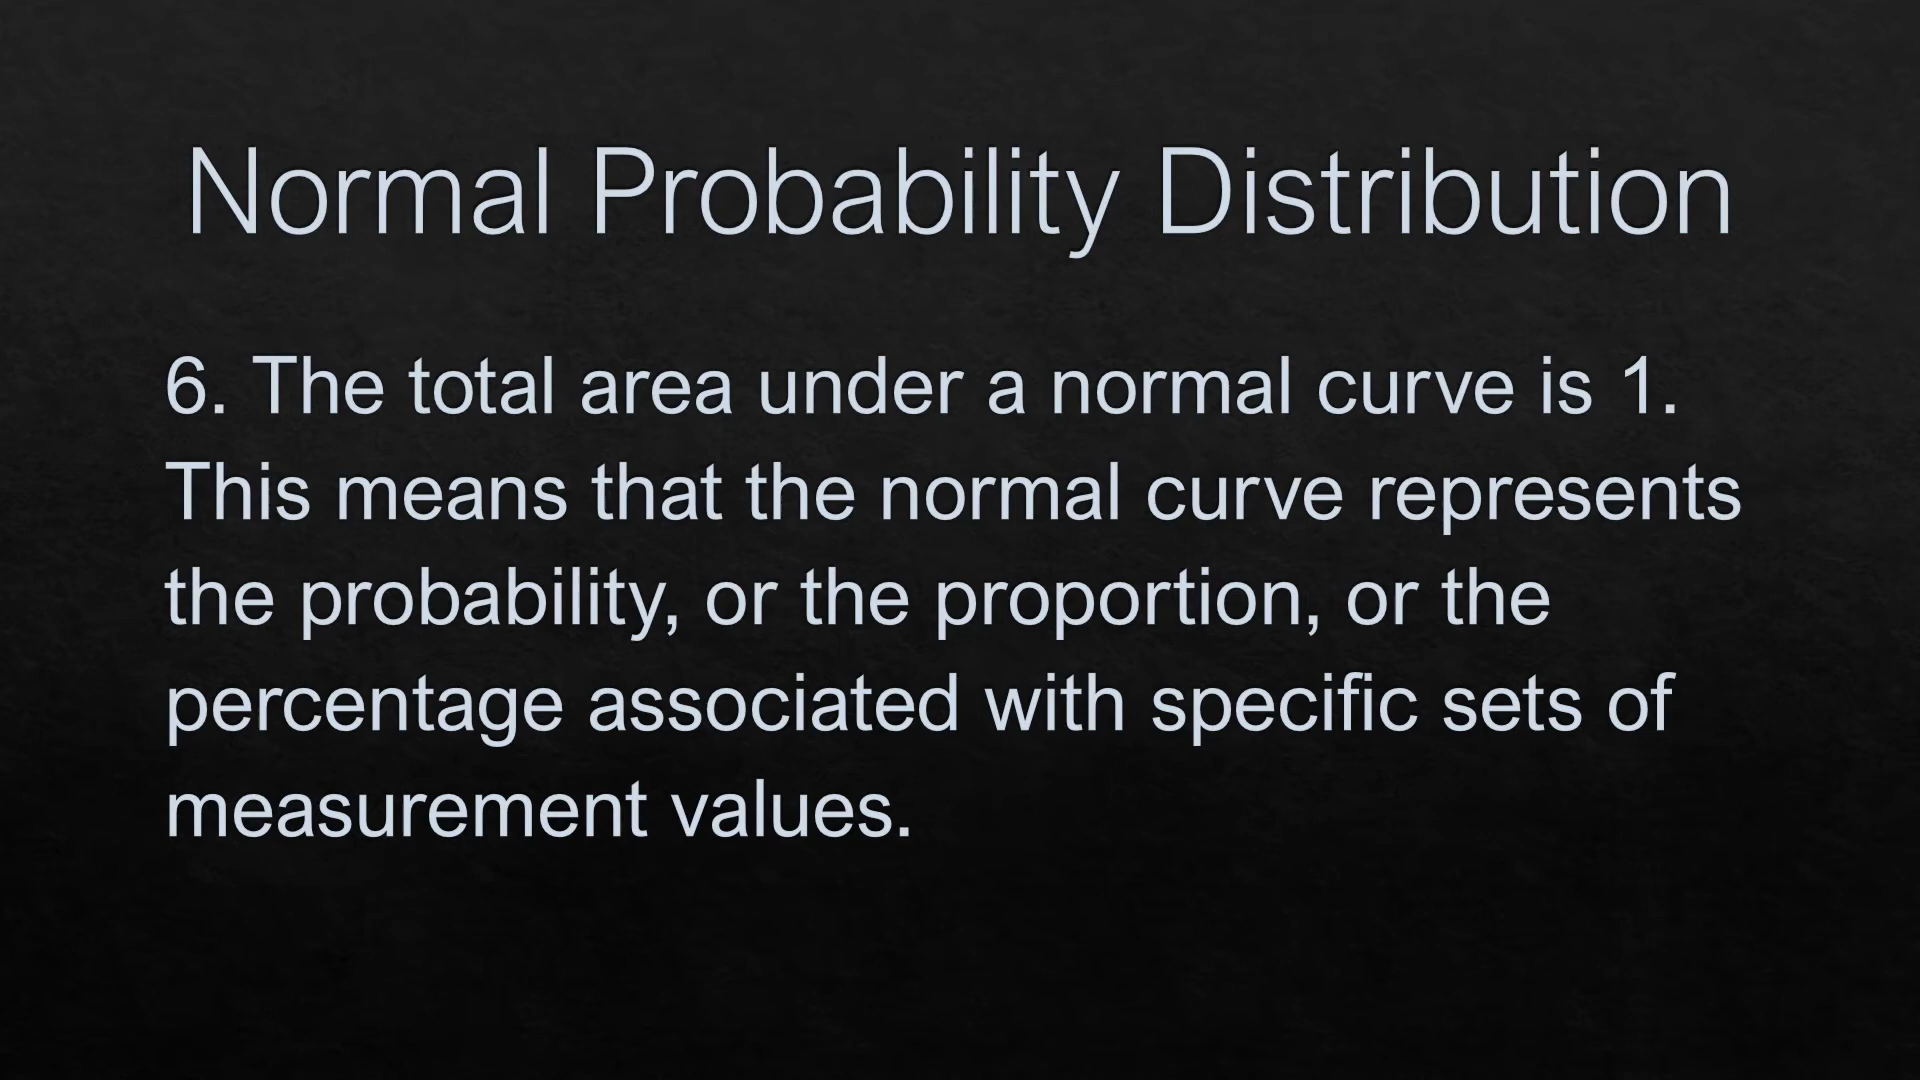 Normal Probability Distribution
6. The total area under a normal curve is 1.
This means that the normal curve represents
the probability, or the proportion, or the
percentage associated with specific sets of
measurement values.